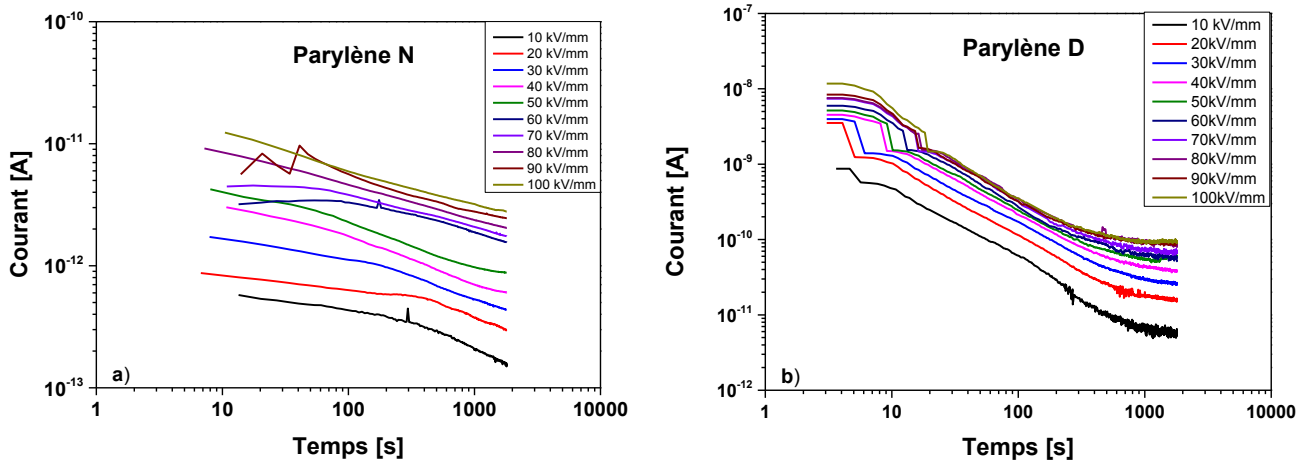 10⁻¹⁰
10⁻¹¹
10⁻¹²
10⁻¹³
Courant [A]
Parylène N
10 kV/mm
20 kV/mm
30 kV/mm
40 kV/mm
50 kV/mm
60 kV/mm
70 kV/mm
80 kV/mm
90 kV/mm
100 kV/mm
a)
1 10 100 1000 10000
Temps [s]
10⁻⁷
10⁻⁸
10⁻⁹
10⁻¹⁰
10⁻¹¹
10⁻¹²
Courant [A]
Parylène D
10 kV/mm
20kV/mm
30kV/mm
40kV/mm
50kV/mm
60kV/mm
70kV/mm
80kV/mm
90kV/mm
100kV/mm
b)
1 10 100 1000 10000
Temps [s]